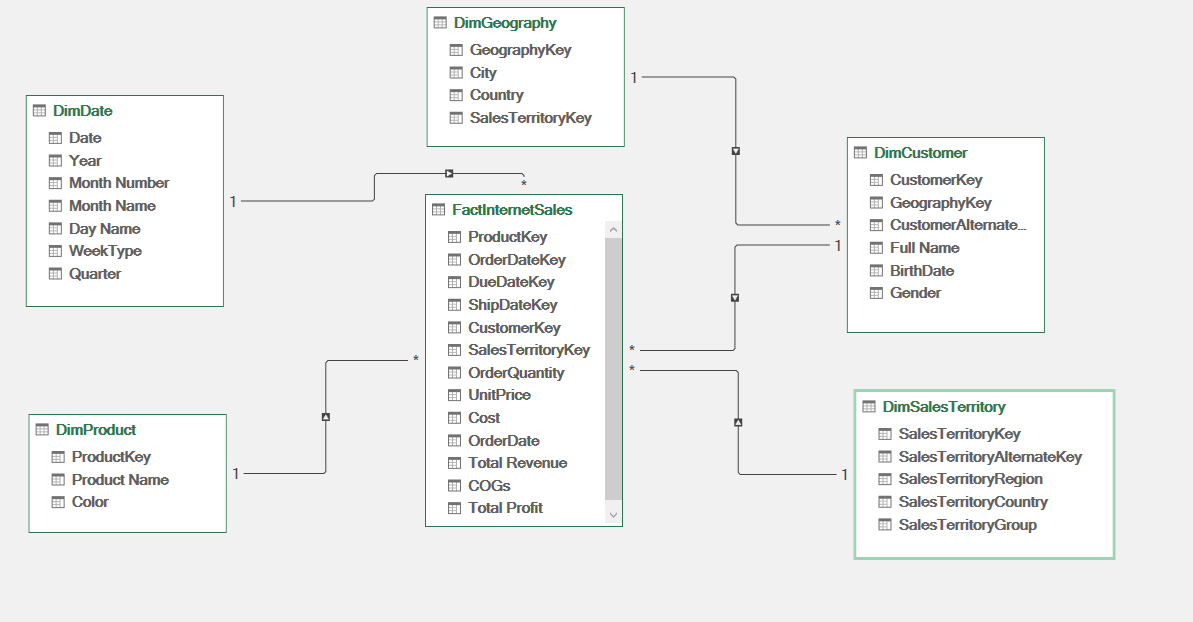 DimGeography
GeographyKey
City
Country
SalesTerritoryKey
1
DimDate
Date
Year
Month Number
Month Name
Day Name
WeekType
Quarter
1
*
DimCustomer
CustomerKey
GeographyKey
CustomerAlternate...
Full Name
BirthDate
Gender
*
1
FactInternetSales
ProductKey
OrderDateKey
DueDateKey
ShipDateKey
CustomerKey
SalesTerritoryKey
OrderQuantity
UnitPrice
Cost
OrderDate
Total Revenue
COGs
Total Profit
*
*
*
DimProduct
ProductKey
Product Name
Color
1
DimSalesTerritory
SalesTerritoryKey
SalesTerritoryAlternateKey
SalesTerritoryRegion
SalesTerritoryCountry
SalesTerritoryGroup
1